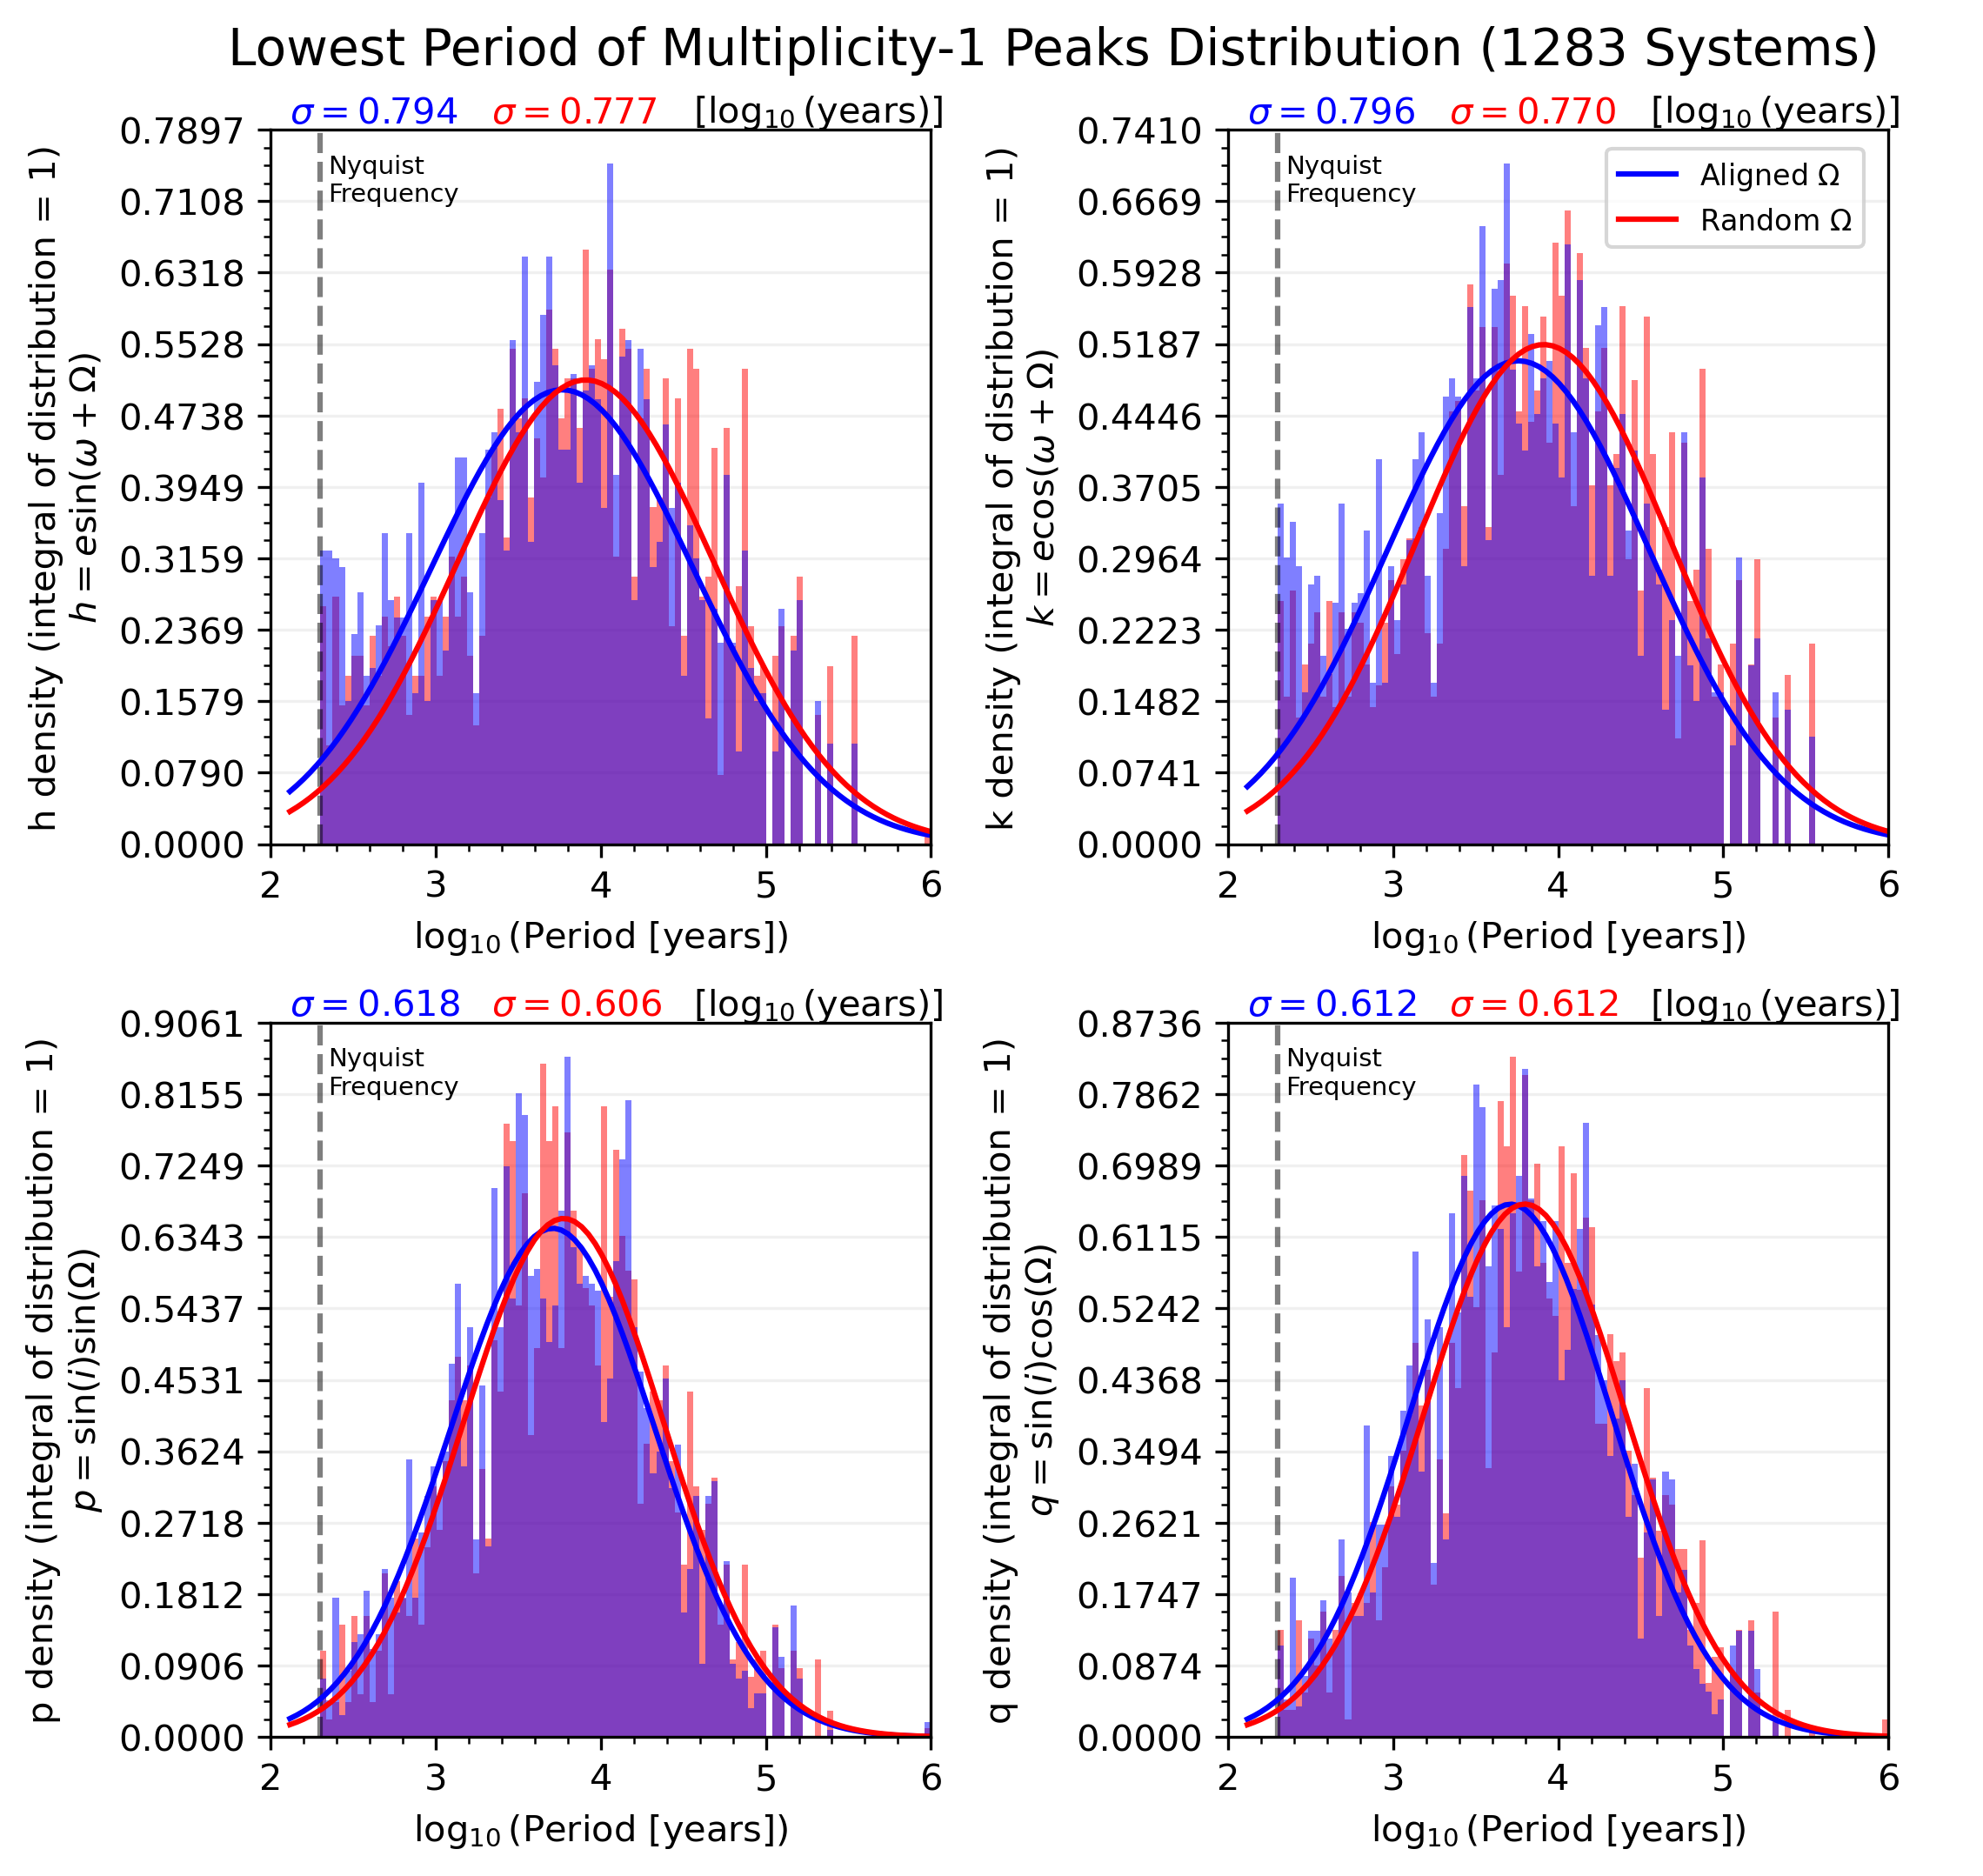 Lowest Period of Multiplicity-1 Peaks Distribution (1283 Systems)
σ = 0.794 σ = 0.777 [log₁₀(years)]
h density (integral of distribution = 1)
h = esin(ω + Ω)
0.7897
0.7108
0.6318
0.5528
0.4738
0.3949
0.3159
0.2369
0.1579
0.0790
0.0000
Nyquist
Frequency
2 3 4 5 6
log₁₀(Period [years])
σ = 0.796 σ = 0.770 [log₁₀(years)]
k density (integral of distribution = 1)
k = ecos(ω + Ω)
0.7410
0.6669
0.5928
0.5187
0.4446
0.3705
0.2964
0.2223
0.1482
0.0741
0.0000
Nyquist
Frequency
Aligned Ω
Random Ω
2 3 4 5 6
log₁₀(Period [years])
σ = 0.618 σ = 0.606 [log₁₀(years)]
p density (integral of distribution = 1)
p = sin(i)sin(Ω)
0.9061
0.8155
0.7249
0.6343
0.5437
0.4531
0.3624
0.2718
0.1812
0.0906
0.0000
Nyquist
Frequency
2 3 4 5 6
log₁₀(Period [years])
σ = 0.612 σ = 0.612 [log₁₀(years)]
q density (integral of distribution = 1)
q = sin(i)cos(Ω)
0.8736
0.7862
0.6989
0.6115
0.5242
0.4368
0.3494
0.2621
0.1747
0.0874
0.0000
Nyquist
Frequency
2 3 4 5 6
log₁₀(Period [years])